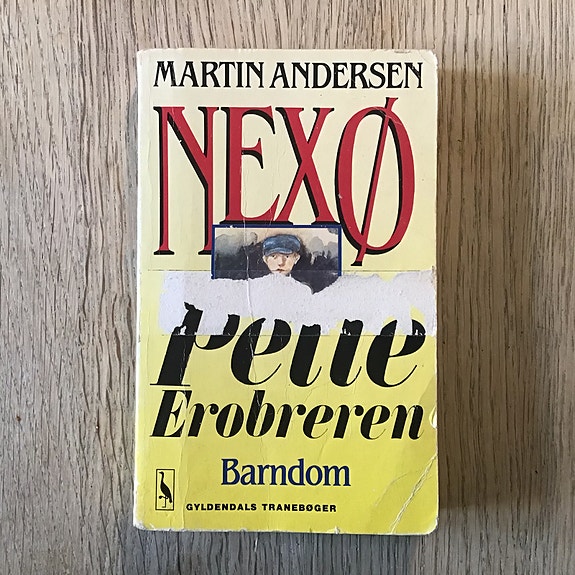 MARTIN ANDERSEN
NEXØ
Pelle
Erobreren
Barndom
GYLDENDALS TRANEBØGER